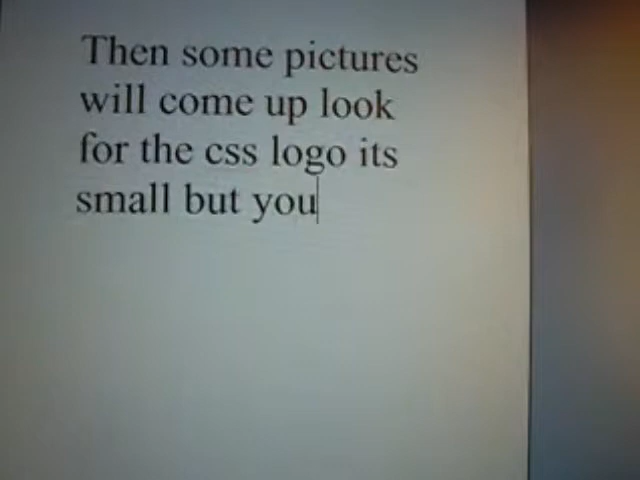 Then some pictures
will come up look
for the css logo its
small but you